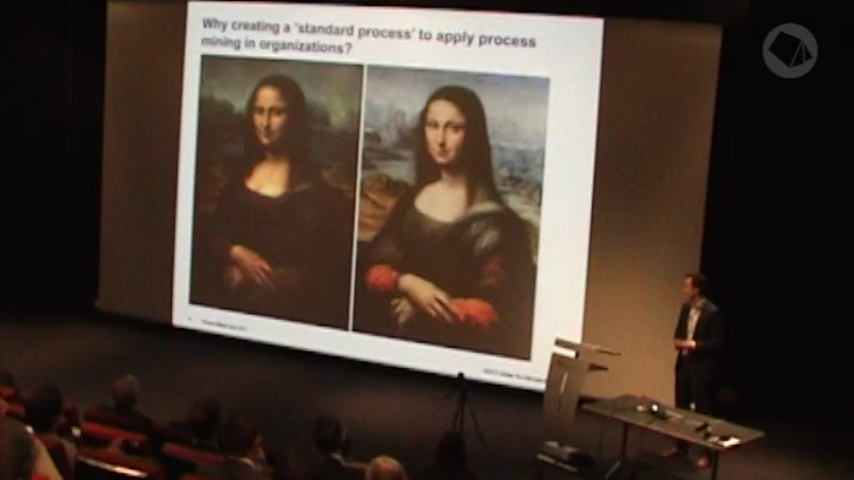 Why creating a 'standard process' to apply process
mining in organizations?